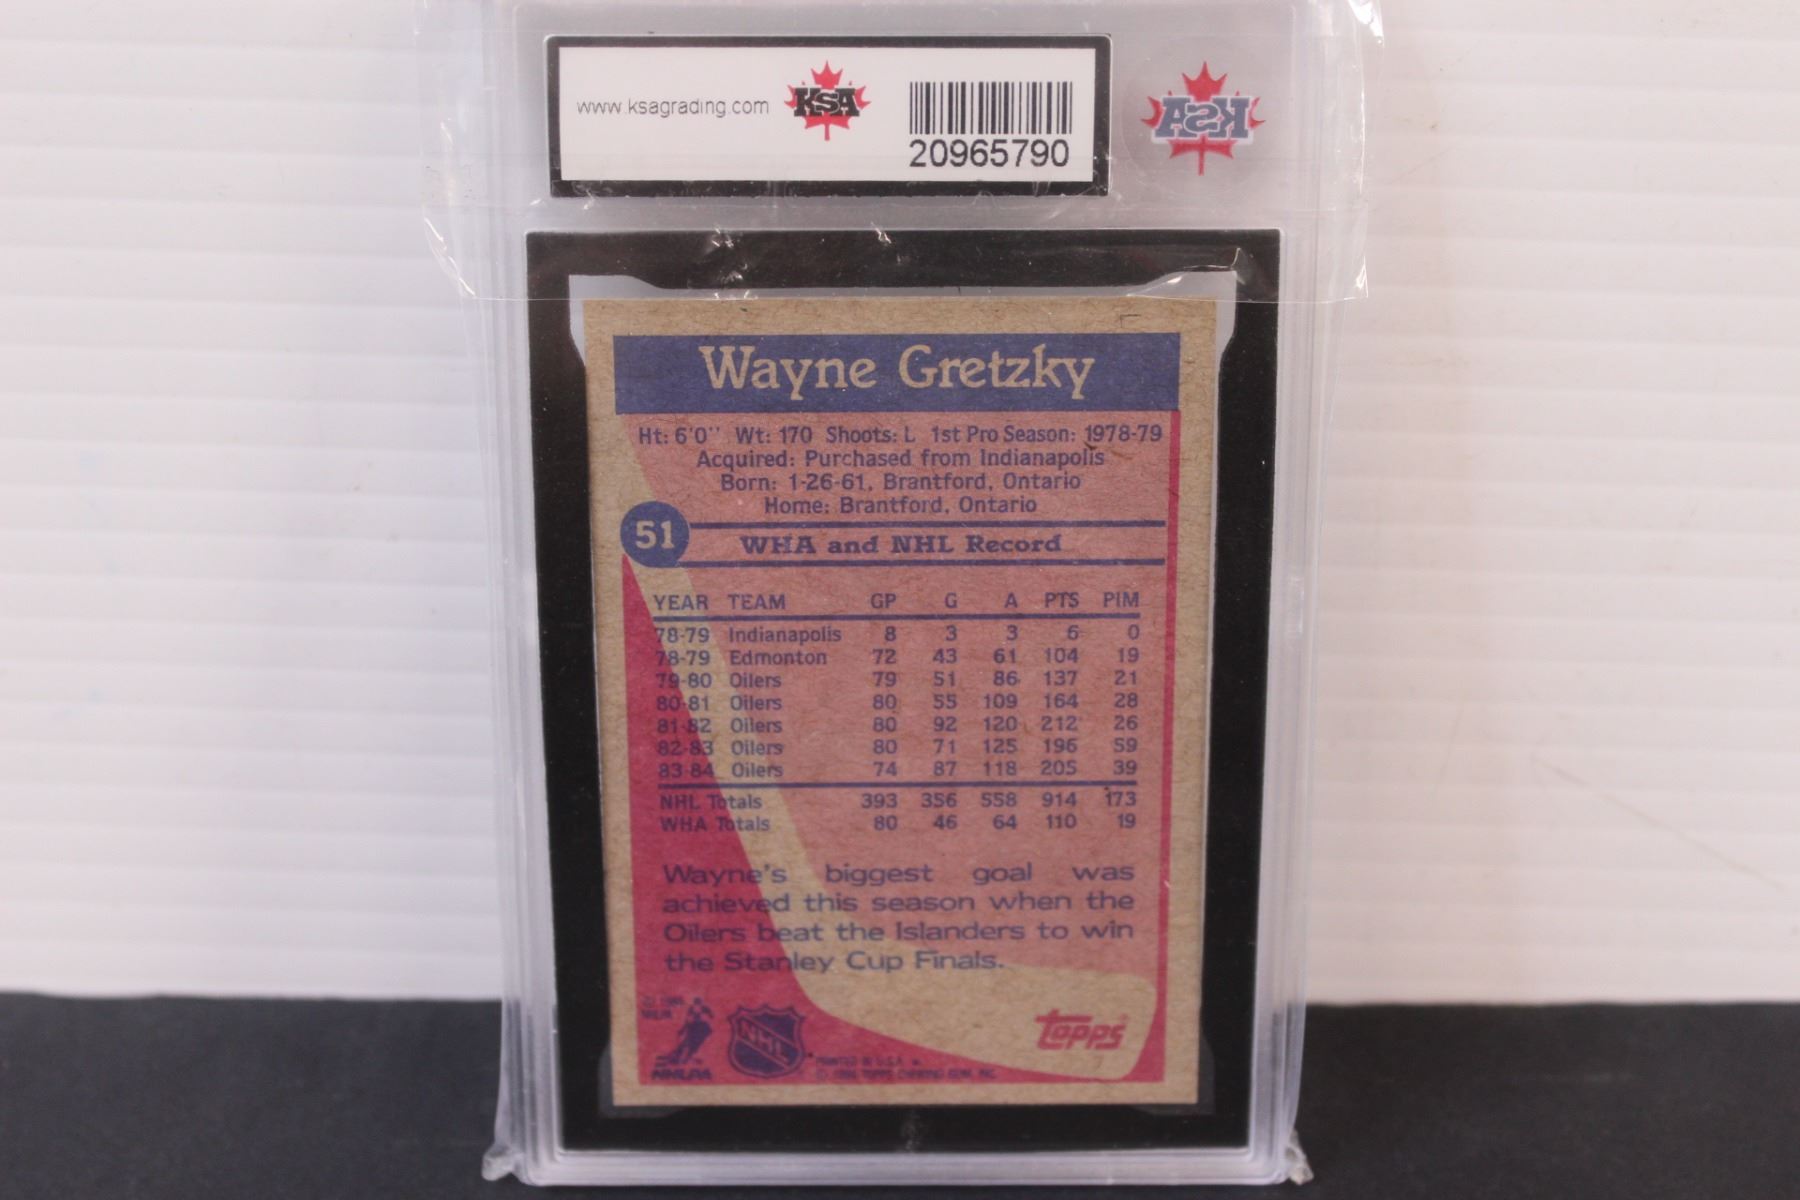 www.ksagrading.com KSA
20965790
KSA
Wayne Gretzky
Ht: 6'0'' Wt: 170 Shoots: L 1st Pro Season: 1978-79
Acquired: Purchased from Indianapolis
Born: 1-26-61, Brantford, Ontario
Home: Brantford, Ontario
51
WHA and NHL Record
YEAR TEAM GP G A PTS PIM
78-79 Indianapolis 8 3 3 6 0
78-79 Edmonton 72 43 61 104 19
79-80 Oilers 79 51 86 137 21
80-81 Oilers 80 55 109 164 28
81-82 Oilers 80 92 120 212 26
82-83 Oilers 80 71 125 196 59
83-84 Oilers 74 87 118 205 39
NHL Totals 393 356 558 914 173
WHA Totals 80 46 64 110 19
Wayne's biggest goal was
achieved this season when the
Oilers beat the Islanders to win
the Stanley Cup Finals.
NHL
NHLPA
PRINTED IN U.S.A.
TOPPS CHEWING GUM, INC.
topps